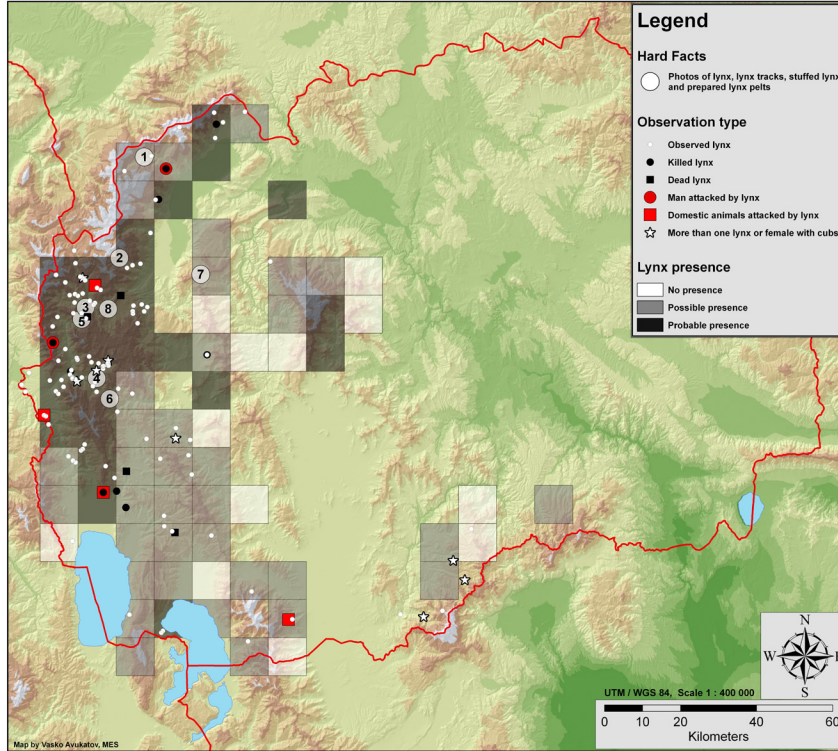 Legend
Hard Facts
Photos of lynx, lynx tracks, stuffed lynx
and prepared lynx pelts
Observation type
Observed lynx
Killed lynx
Dead lynx
Man attacked by lynx
Domestic animals attacked by lynx
More than one lynx or female with cubs
Lynx presence
No presence
Possible presence
Probable presence
1
2
7
3
8
5
4
6
N
W
S
UTM / WGS 84, Scale 1 : 400 000
0 10 20 40 60
Kilometers
Map by Vasko Avukatov, MES